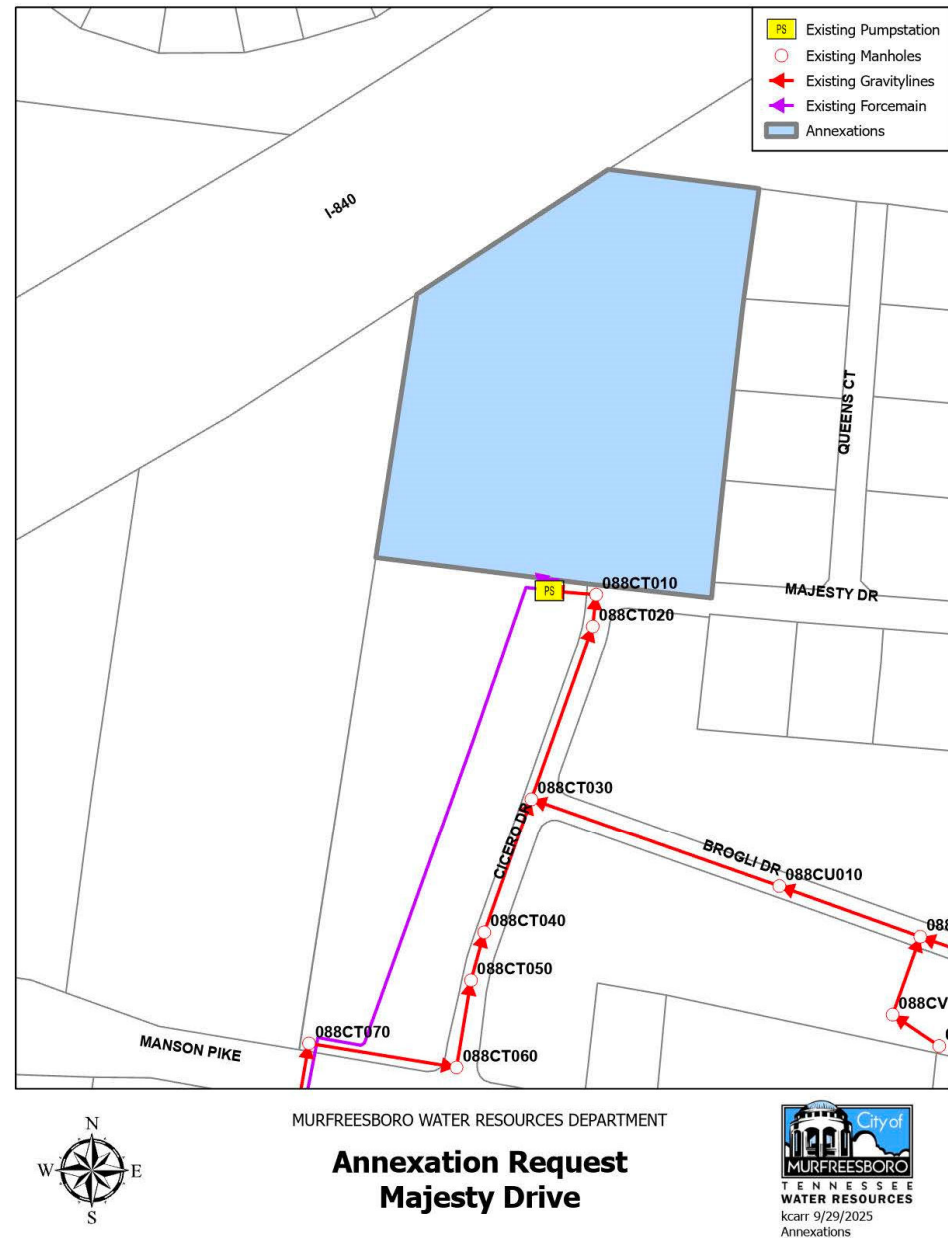 PS Existing Pumpstation
Existing Manholes
Existing Gravitylines
Existing Forcemain
Annexations
I-840
QUEENS CT
MAJESTY DR
PS
088CT010
088CT020
088CT030
CICERO DR
BROGLI DR
088CU010
088CT040
088CT050
088CV
088CT070
MANSON PIKE
088CT060
N
W E
S
MURFREESBORO WATER RESOURCES DEPARTMENT
Annexation Request
Majesty Drive
City of
MURFREESBORO
TENNESSEE
WATER RESOURCES
kcarr 9/29/2025
Annexations